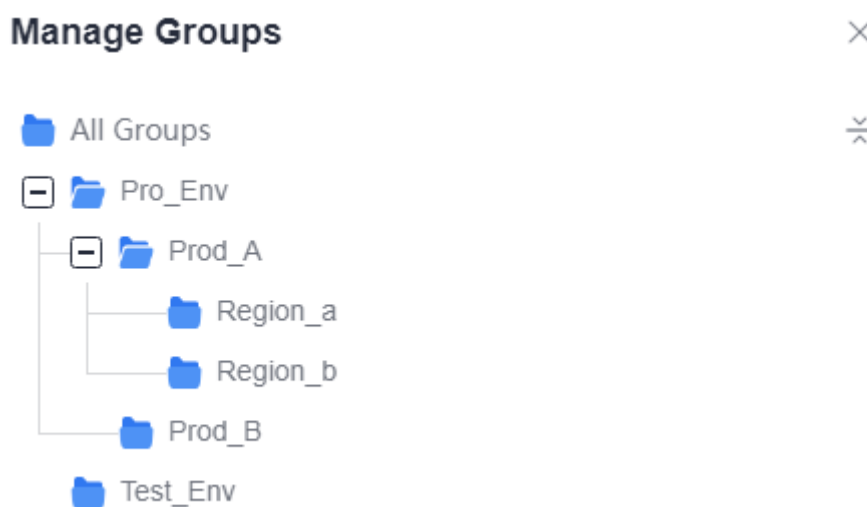 Manage Groups
All Groups
Pro_Env
Prod_A
Region_a
Region_b
Prod_B
Test_Env